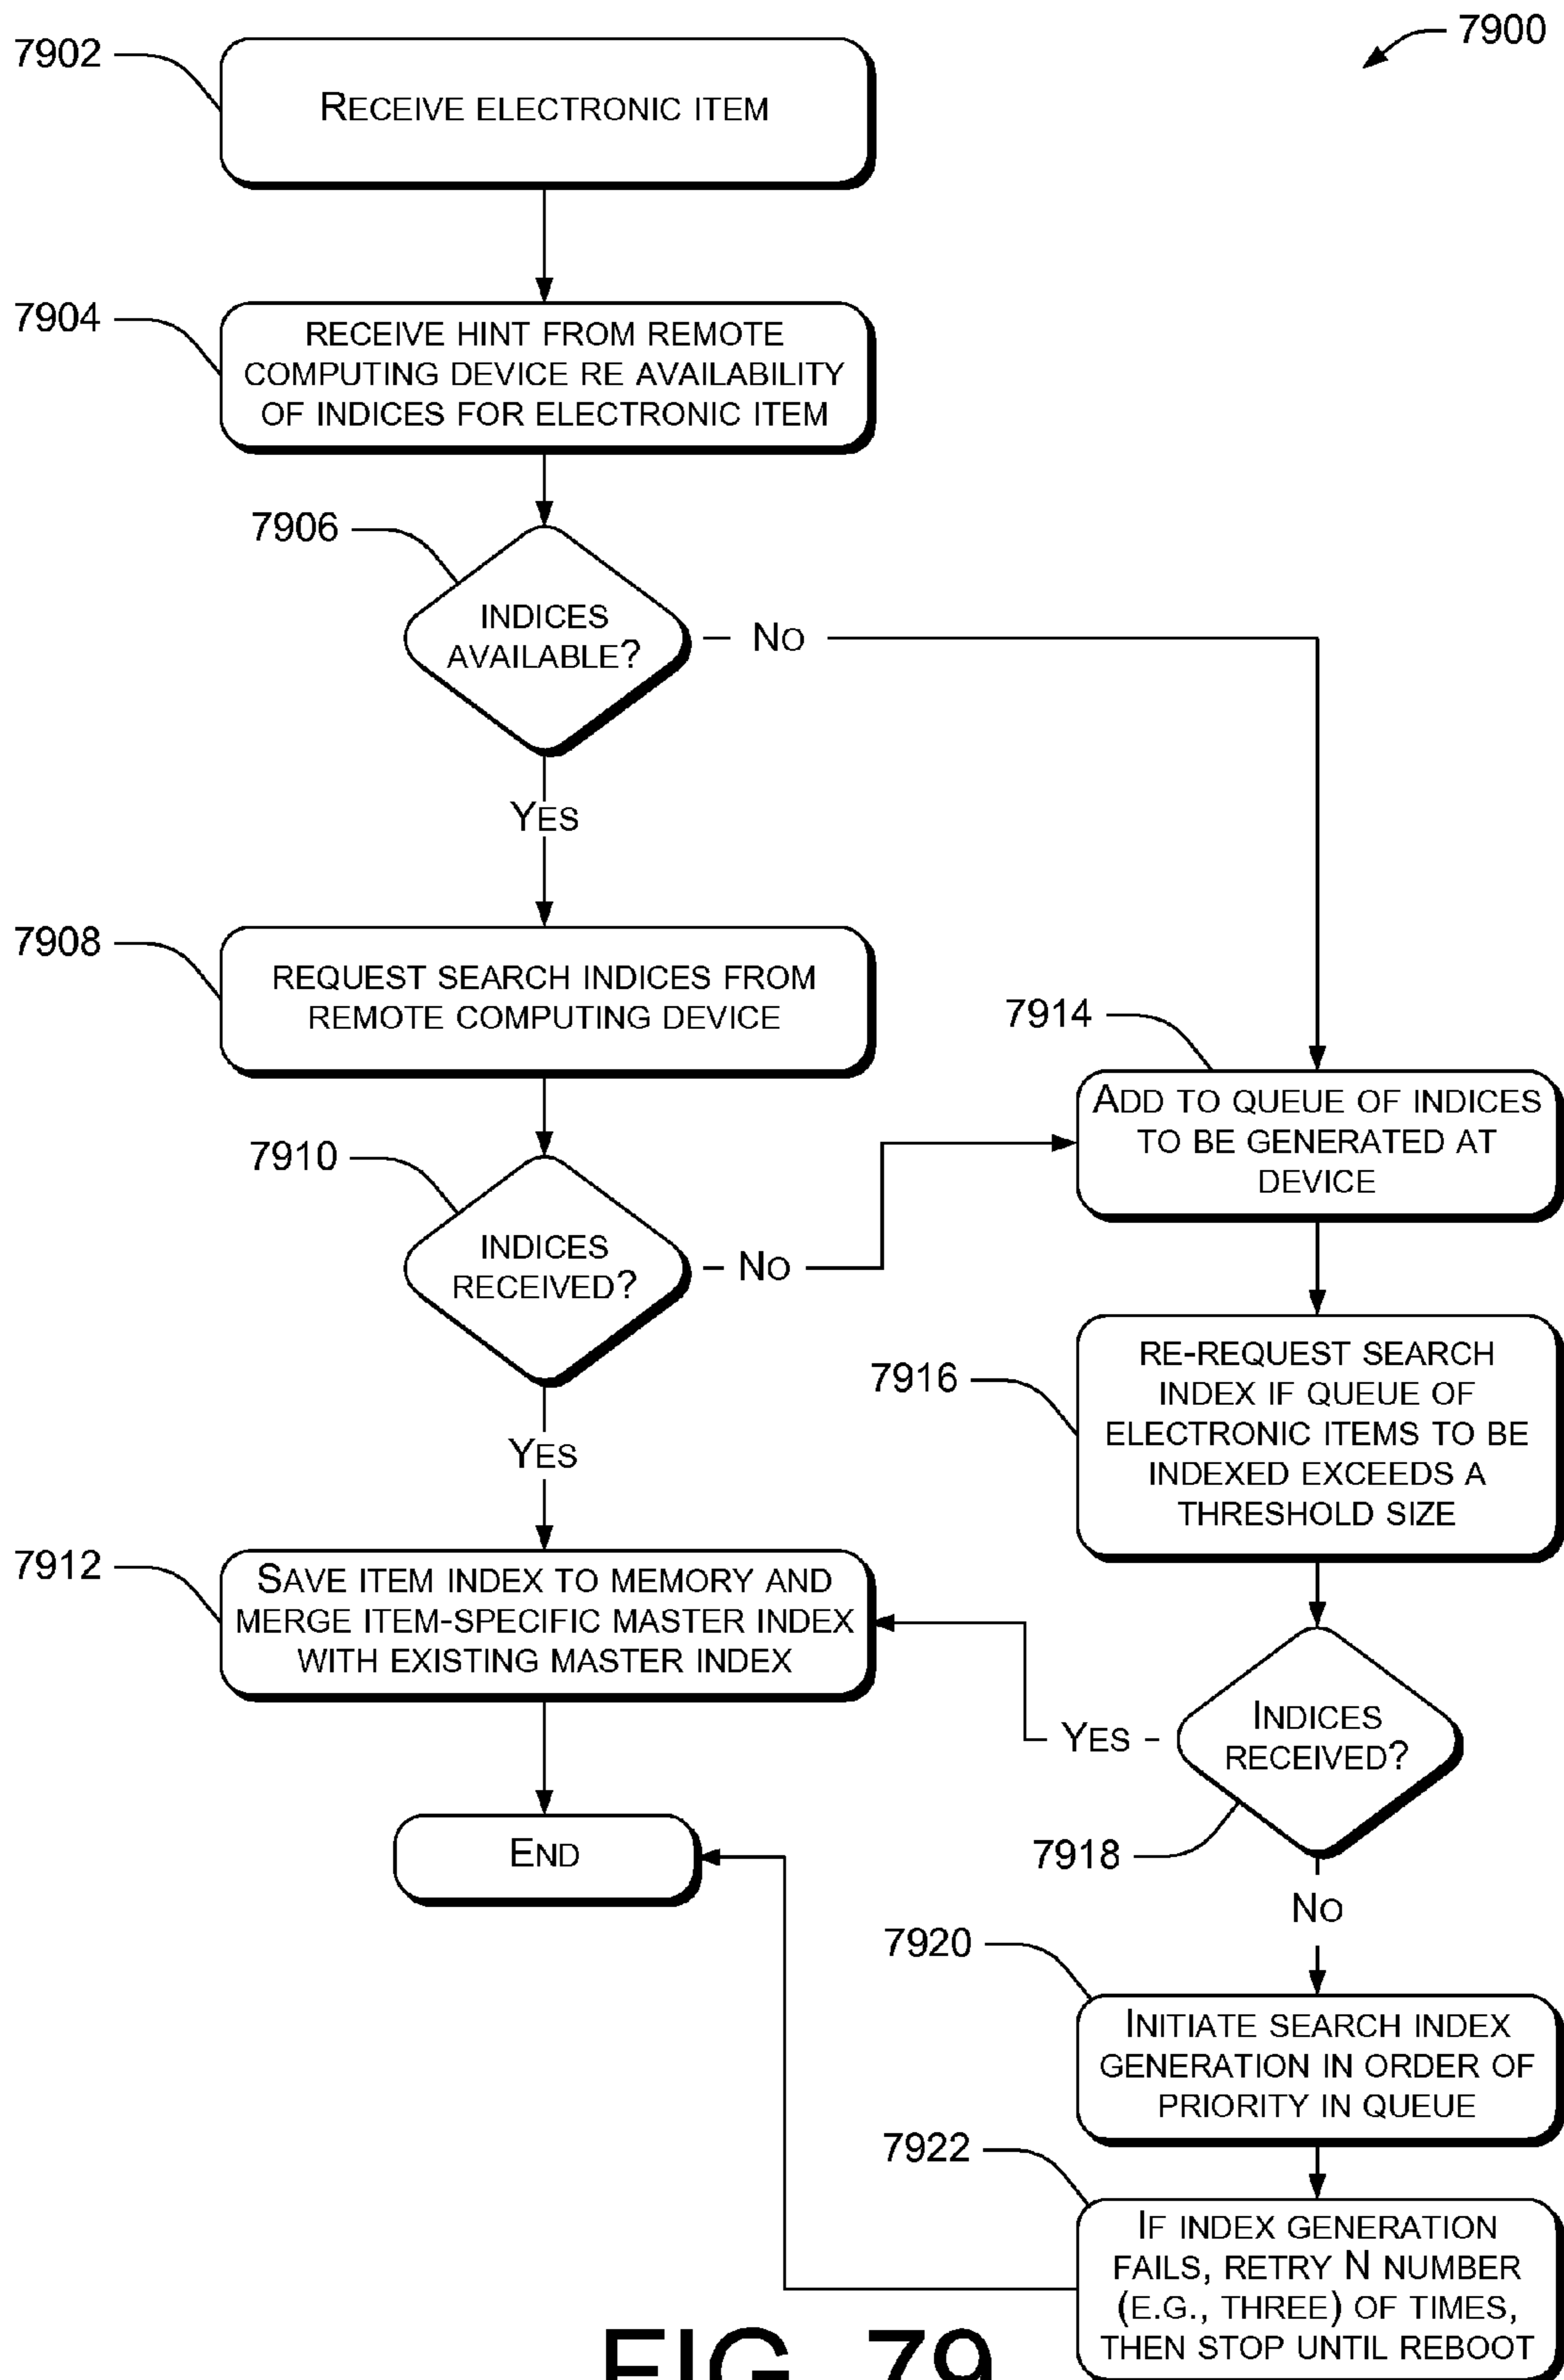 7900
7902
RECEIVE ELECTRONIC ITEM
7904
RECEIVE HINT FROM REMOTE
COMPUTING DEVICE RE AVAILABILITY
OF INDICES FOR ELECTRONIC ITEM
7906
INDICES
AVAILABLE?
NO
YES
7908
REQUEST SEARCH INDICES FROM
REMOTE COMPUTING DEVICE
7910
INDICES
RECEIVED?
NO
YES
7912
SAVE ITEM INDEX TO MEMORY AND
MERGE ITEM-SPECIFIC MASTER INDEX
WITH EXISTING MASTER INDEX
END
7914
ADD TO QUEUE OF INDICES
TO BE GENERATED AT
DEVICE
7916
RE-REQUEST SEARCH
INDEX IF QUEUE OF
ELECTRONIC ITEMS TO BE
INDEXED EXCEEDS A
THRESHOLD SIZE
INDICES
RECEIVED?
YES
7918
NO
7920
INITIATE SEARCH INDEX
GENERATION IN ORDER OF
PRIORITY IN QUEUE
7922
IF INDEX GENERATION
FAILS, RETRY N NUMBER
(E.G., THREE) OF TIMES,
THEN STOP UNTIL REBOOT
FIG. 79